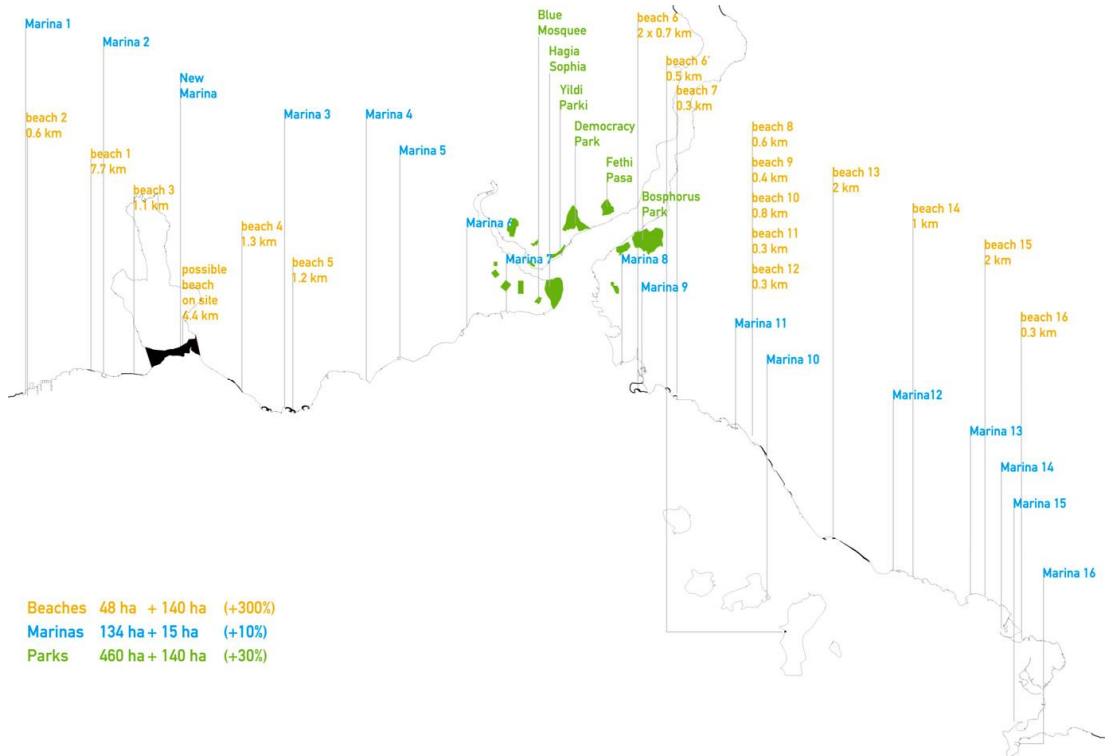 Marina 1
Marina 2
New
Marina
beach 2
0.6 km
beach 1
7.7 km
beach 3
1.1 km
possible
beach
on site
4.4 km
beach 4
1.3 km
Marina 3
beach 5
1.2 km
Marina 4
Marina 5
Marina 6
Marina 7
Blue
Mosquee
Hagia
Sophia
Yildi
Parki
Democracy
Park
Fethi
Pasa
Bosphorus
Park
beach 6
2 x 0.7 km
beach 6'
0.5 km
beach 7
0.3 km
Marina 8
Marina 9
beach 8
0.6 km
beach 9
0.4 km
beach 10
0.8 km
beach 11
0.3 km
beach 12
0.3 km
Marina 11
Marina 10
beach 13
2 km
beach 14
1 km
beach 15
2 km
beach 16
0.3 km
Marina12
Marina 13
Marina 14
Marina 15
Marina 16
Beaches 48 ha + 140 ha (+300%)
Marinas 134 ha + 15 ha (+10%)
Parks 460 ha + 140 ha (+30%)